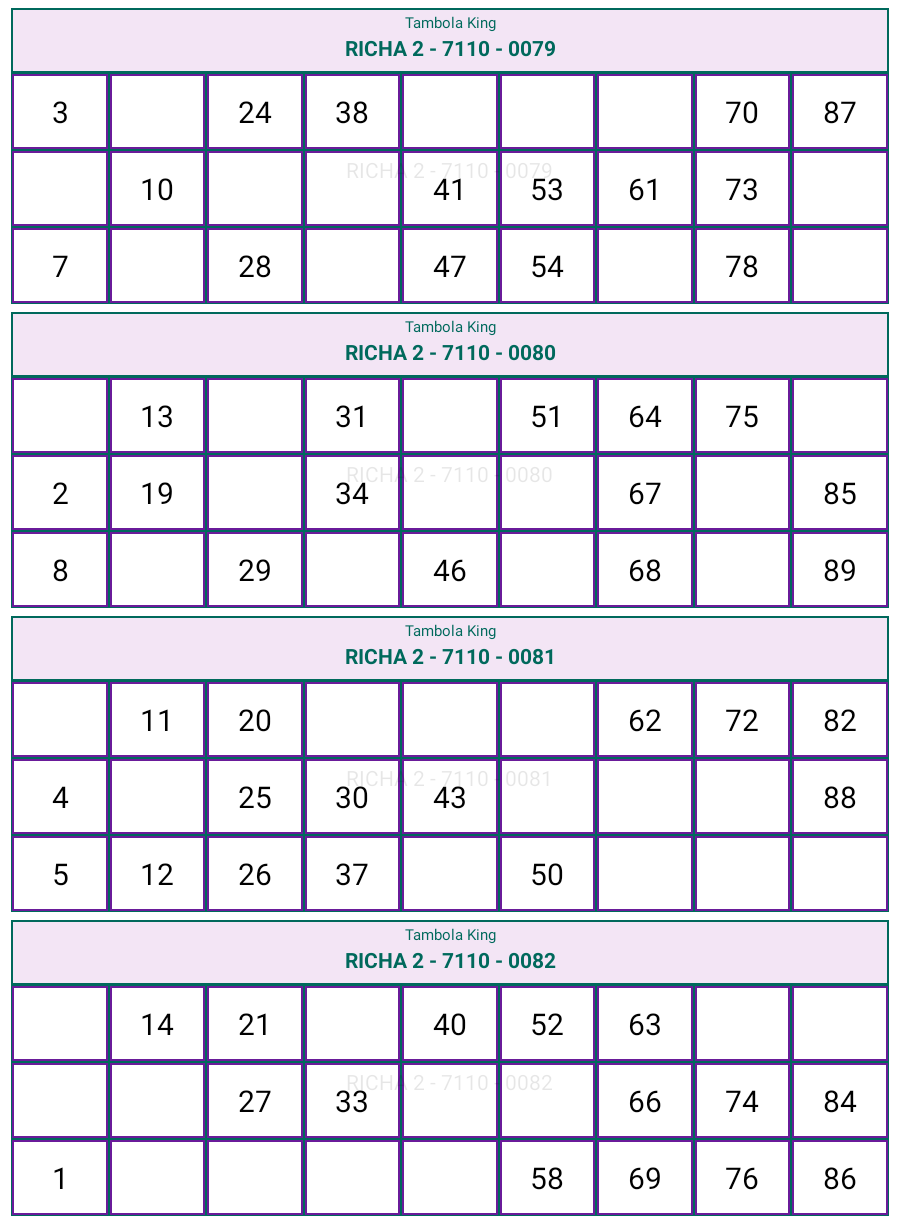 Tambola King
RICHA 2 - 7110 - 0079
3 24 38 70 87
RICHA 2 - 7110 - 0079
10 41 53 61 73
7 28 47 54 78
Tambola King
RICHA 2 - 7110 - 0080
13 31 51 64 75
RICHA 2 - 7110 - 0080
2 19 34 67 85
8 29 46 68 89
Tambola King
RICHA 2 - 7110 - 0081
11 20 62 72 82
RICHA 2 - 7110 - 0081
4 25 30 43 88
5 12 26 37 50
Tambola King
RICHA 2 - 7110 - 0082
14 21 40 52 63
RICHA 2 - 7110 - 0082
27 33 66 74 84
1 58 69 76 86